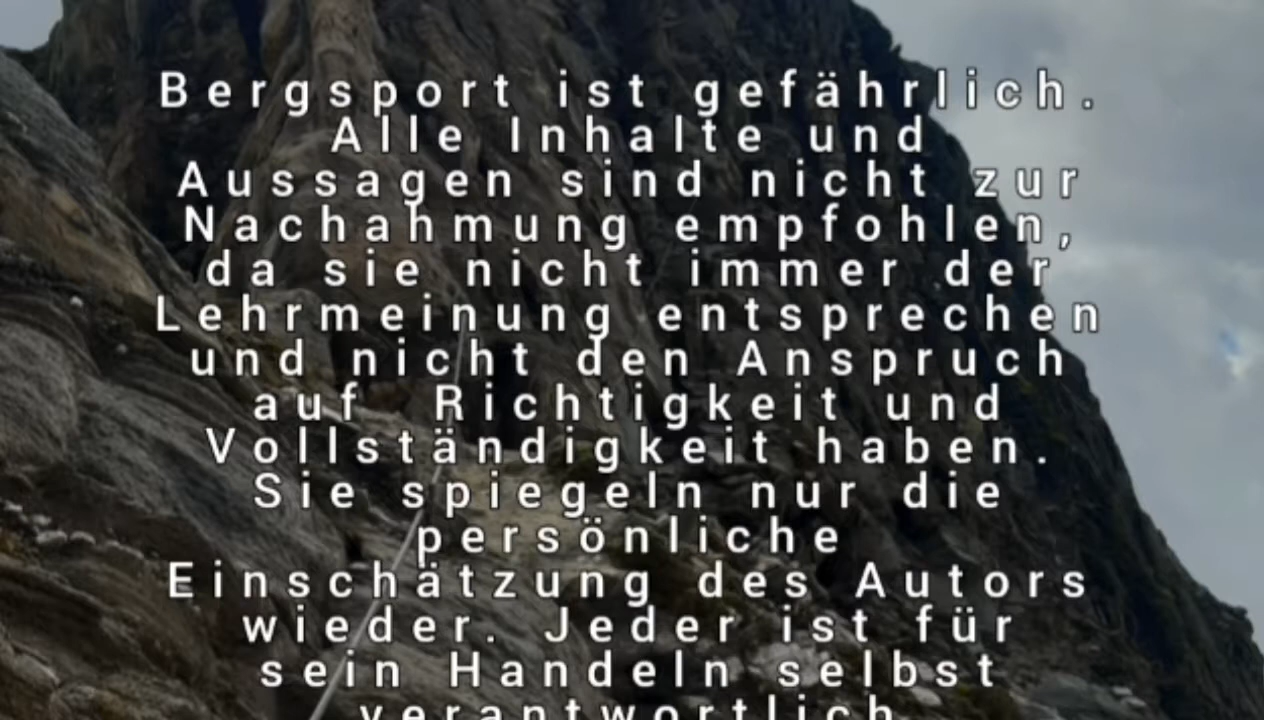 Bergsport ist gefährlich.
Alle Inhalte und
Aussagen sind nicht zur
Nachahmung empfohlen,
da sie nicht immer der
Lehrmeinung entsprechen
und nicht den Anspruch
auf Richtigkeit und
Vollständigkeit haben.
Sie spiegeln nur die
persönliche
Einschätzung des Autors
wieder. Jeder ist für
sein Handeln selbst
verantwortlich